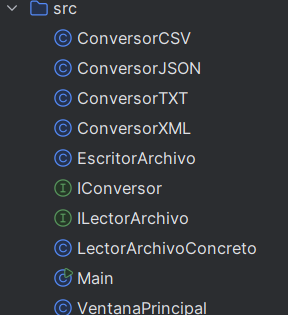 src
C ConversorCSV
C ConversorJSON
C ConversorTXT
C ConversorXML
C EscritorArchivo
I IConversor
I ILectorArchivo
C LectorArchivoConcreto
C Main
C VentanaPrincipal